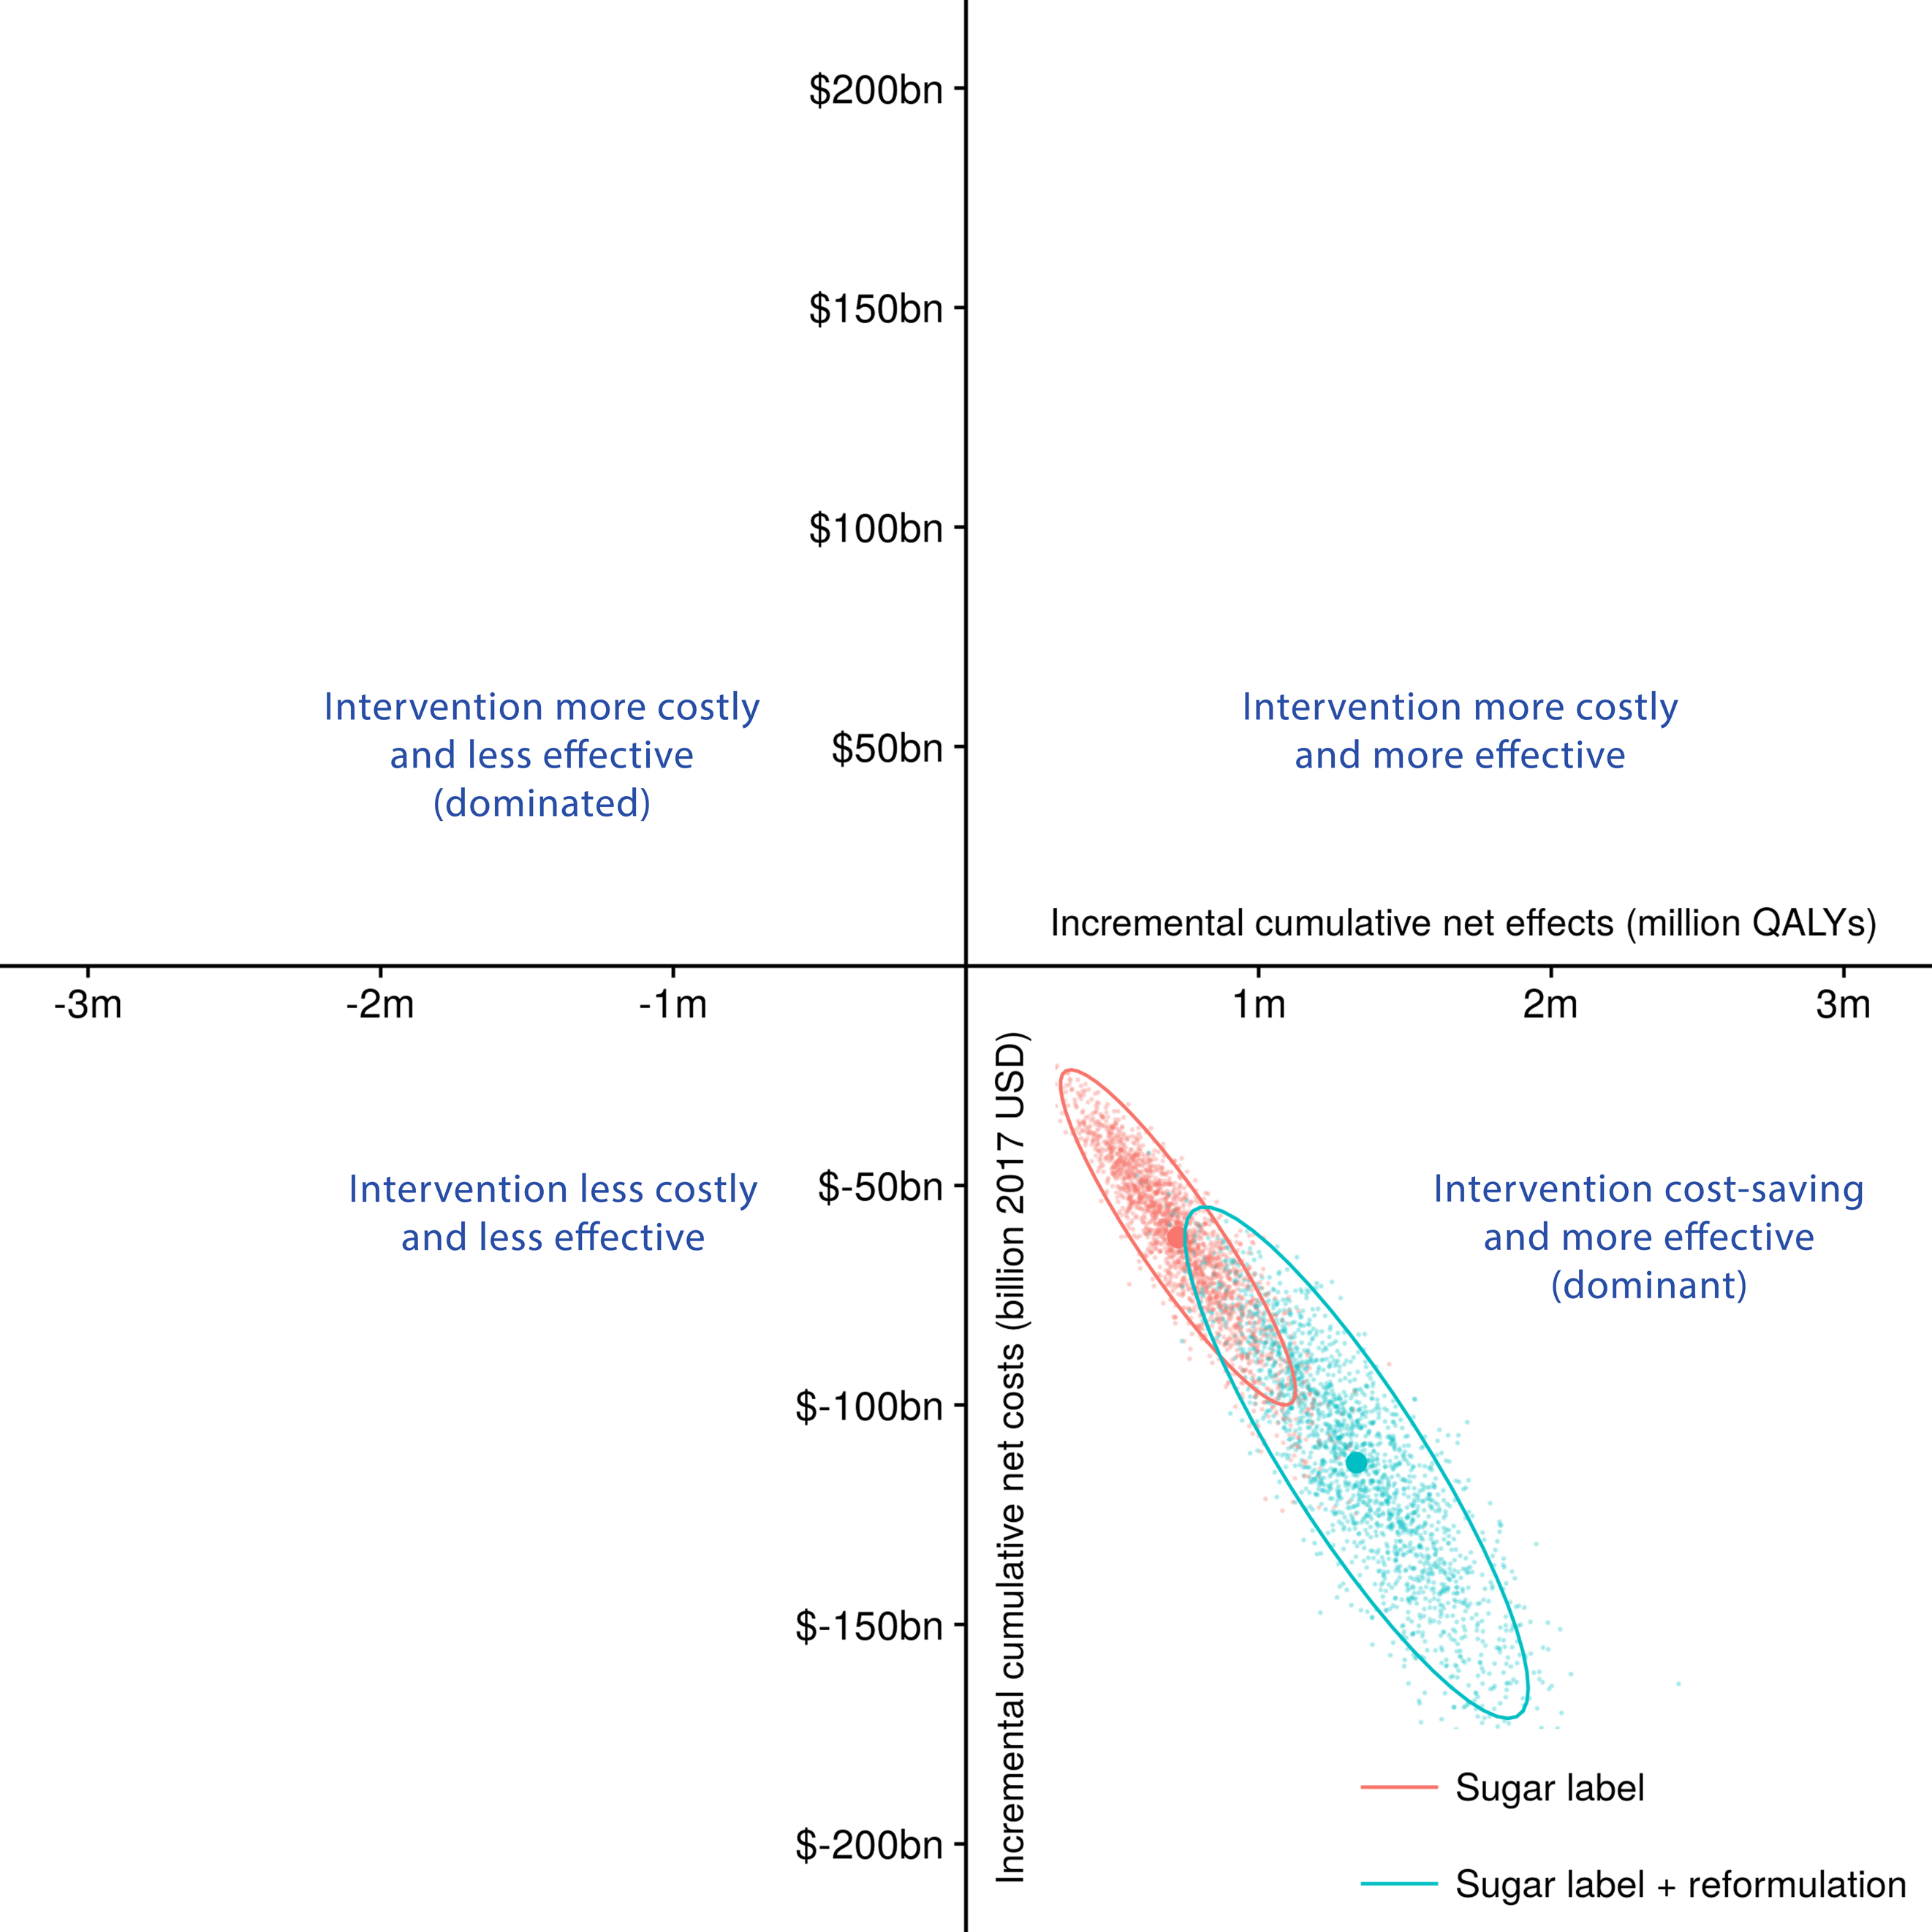 $200bn
$150bn
$100bn
Intervention more costly
and less effective
(dominated)
$50bn
Intervention more costly
and more effective
Incremental cumulative net effects (million QALYs)
-3m
-2m
-1m
1m
2m
3m
Incremental cumulative net costs (billion 2017 USD)
Intervention less costly
and less effective
$-50bn
Intervention cost-saving
and more effective
(dominant)
$-100bn
$-150bn
$-200bn
Sugar label
Sugar label + reformulation